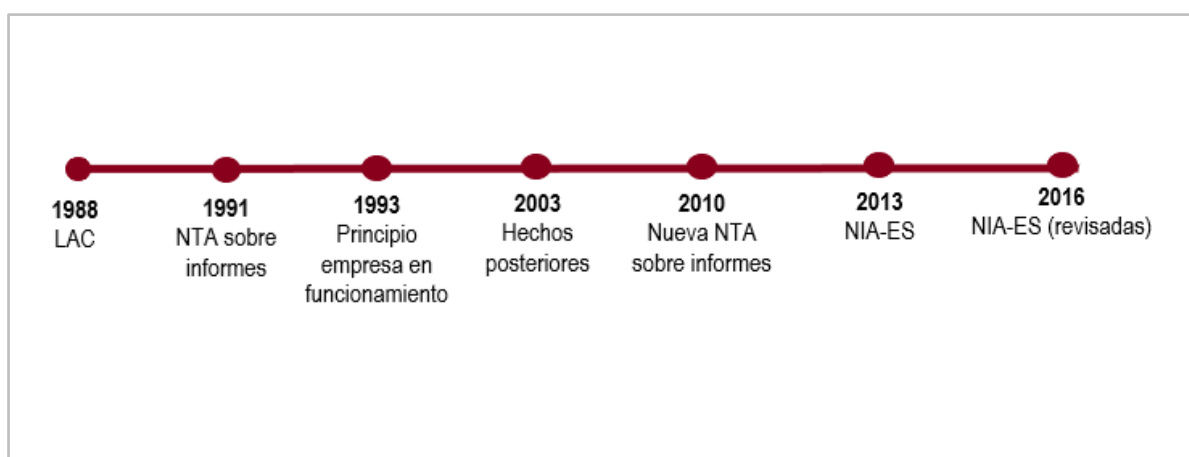 1988
LAC
1991
NTA sobre
informes
1993
Principio
empresa en
funcionamiento
2003
Hechos
posteriores
2010
Nueva NTA
sobre informes
2013
NIA-ES
2016
NIA-ES (revisadas)